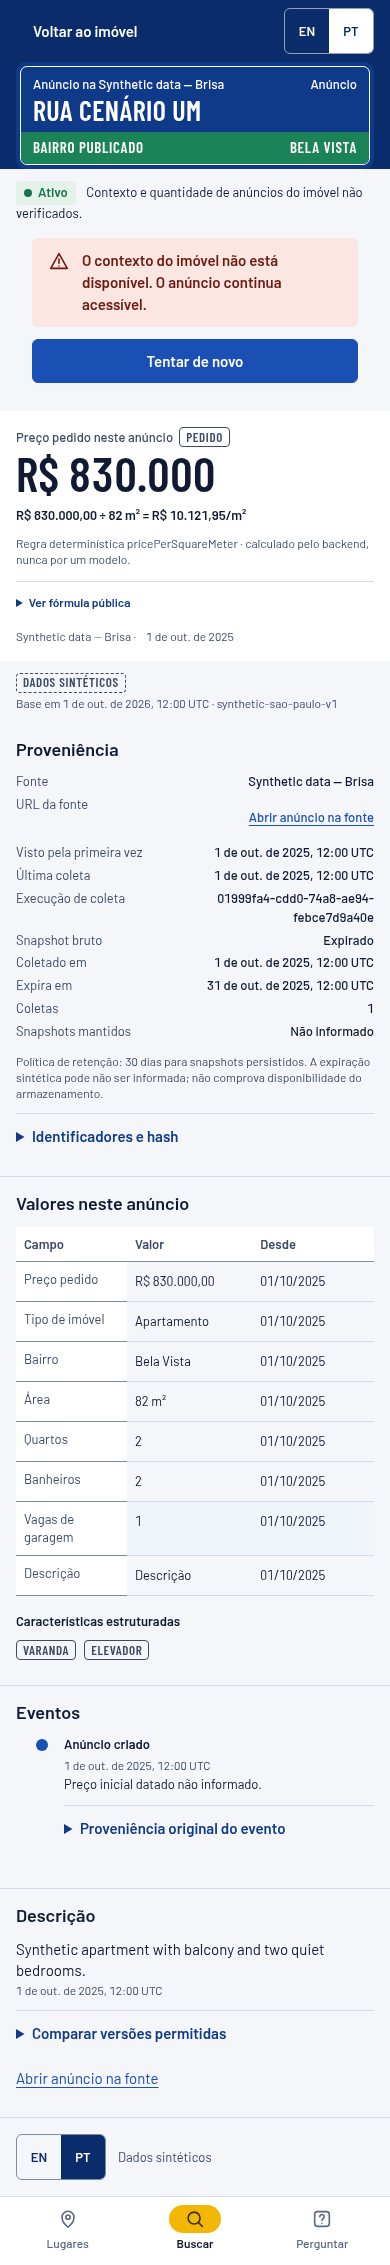 Voltar ao imóvel
EN PT
Anúncio na Synthetic data — Brisa Anúncio
RUA CENÁRIO UM
BAIRRO PUBLICADO BELA VISTA
Ativo Contexto e quantidade de anúncios do imóvel não
verificados.
O contexto do imóvel não está
disponível. O anúncio continua
acessível.
Tentar de novo
Preço pedido neste anúncio PEDIDO
R$ 830.000
R$ 830.000,00 ÷ 82 m² = R$ 10.121,95/m²
Regra determinística pricePerSquareMeter · calculado pelo backend,
nunca por um modelo.
Ver fórmula pública
Synthetic data — Brisa · 1 de out. de 2025
DADOS SINTÉTICOS
Base em 1 de out. de 2026, 12:00 UTC · synthetic-sao-paulo-v1
Proveniência
Fonte Synthetic data — Brisa
URL da fonte
Abrir anúncio na fonte
Visto pela primeira vez 1 de out. de 2025, 12:00 UTC
Última coleta 1 de out. de 2025, 12:00 UTC
Execução de coleta 01999fa4-cdd0-74a8-ae94-
febce7d9a40e
Snapshot bruto Expirado
Coletado em 1 de out. de 2025, 12:00 UTC
Expira em 31 de out. de 2025, 12:00 UTC
Coletas 1
Snapshots mantidos Não informado
Política de retenção: 30 dias para snapshots persistidos. A expiração
sintética pode não ser informada; não comprova disponibilidade do
armazenamento.
Identificadores e hash
Valores neste anúncio
Campo Valor Desde
Preço pedido R$ 830.000,00 01/10/2025
Tipo de imóvel Apartamento 01/10/2025
Bairro Bela Vista 01/10/2025
Área 82 m² 01/10/2025
Quartos 2 01/10/2025
Banheiros 2 01/10/2025
Vagas de 1 01/10/2025
garagem
Descrição Descrição 01/10/2025
Características estruturadas
VARANDA ELEVADOR
Eventos
Anúncio criado
1 de out. de 2025, 12:00 UTC
Preço inicial datado não informado.
Proveniência original do evento
Descrição
Synthetic apartment with balcony and two quiet
bedrooms.
1 de out. de 2025, 12:00 UTC
Comparar versões permitidas
Abrir anúncio na fonte
EN PT Dados sintéticos
Lugares Buscar Perguntar